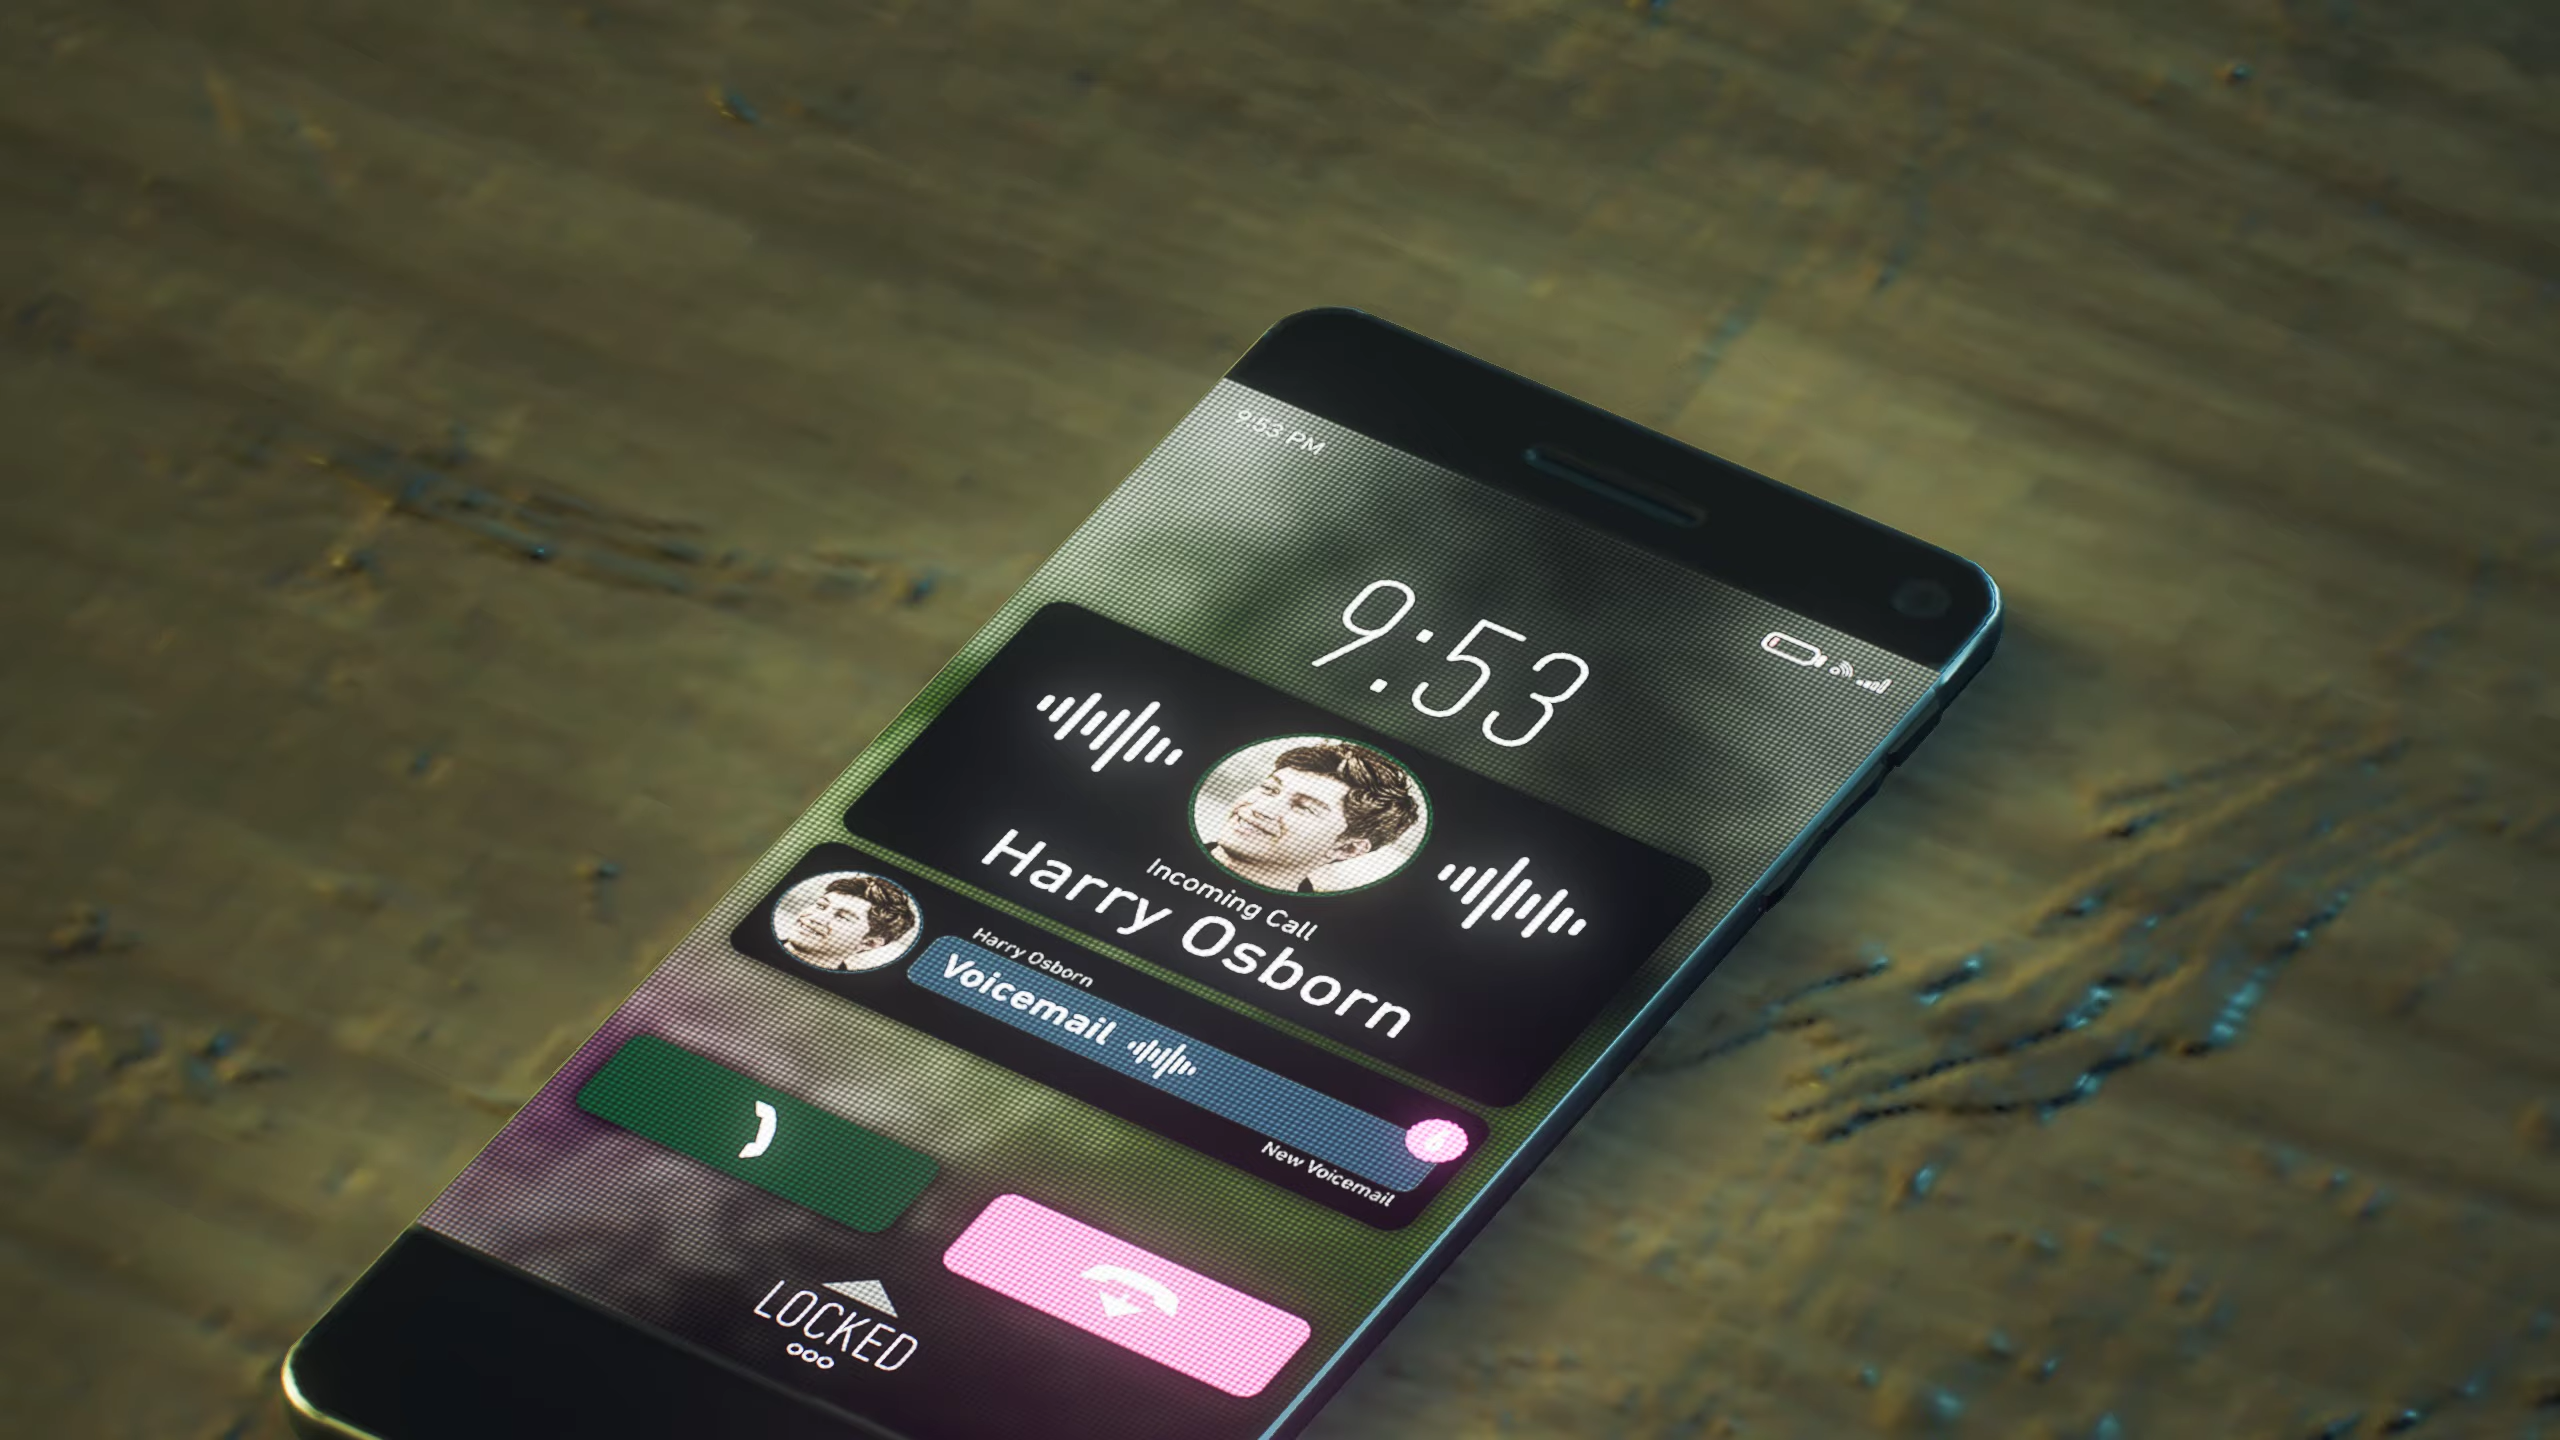 9:53 PM
9:53
Incoming Call
Harry Osborn
Harry Osborn
Voicemail
New Voicemail
LOCKED